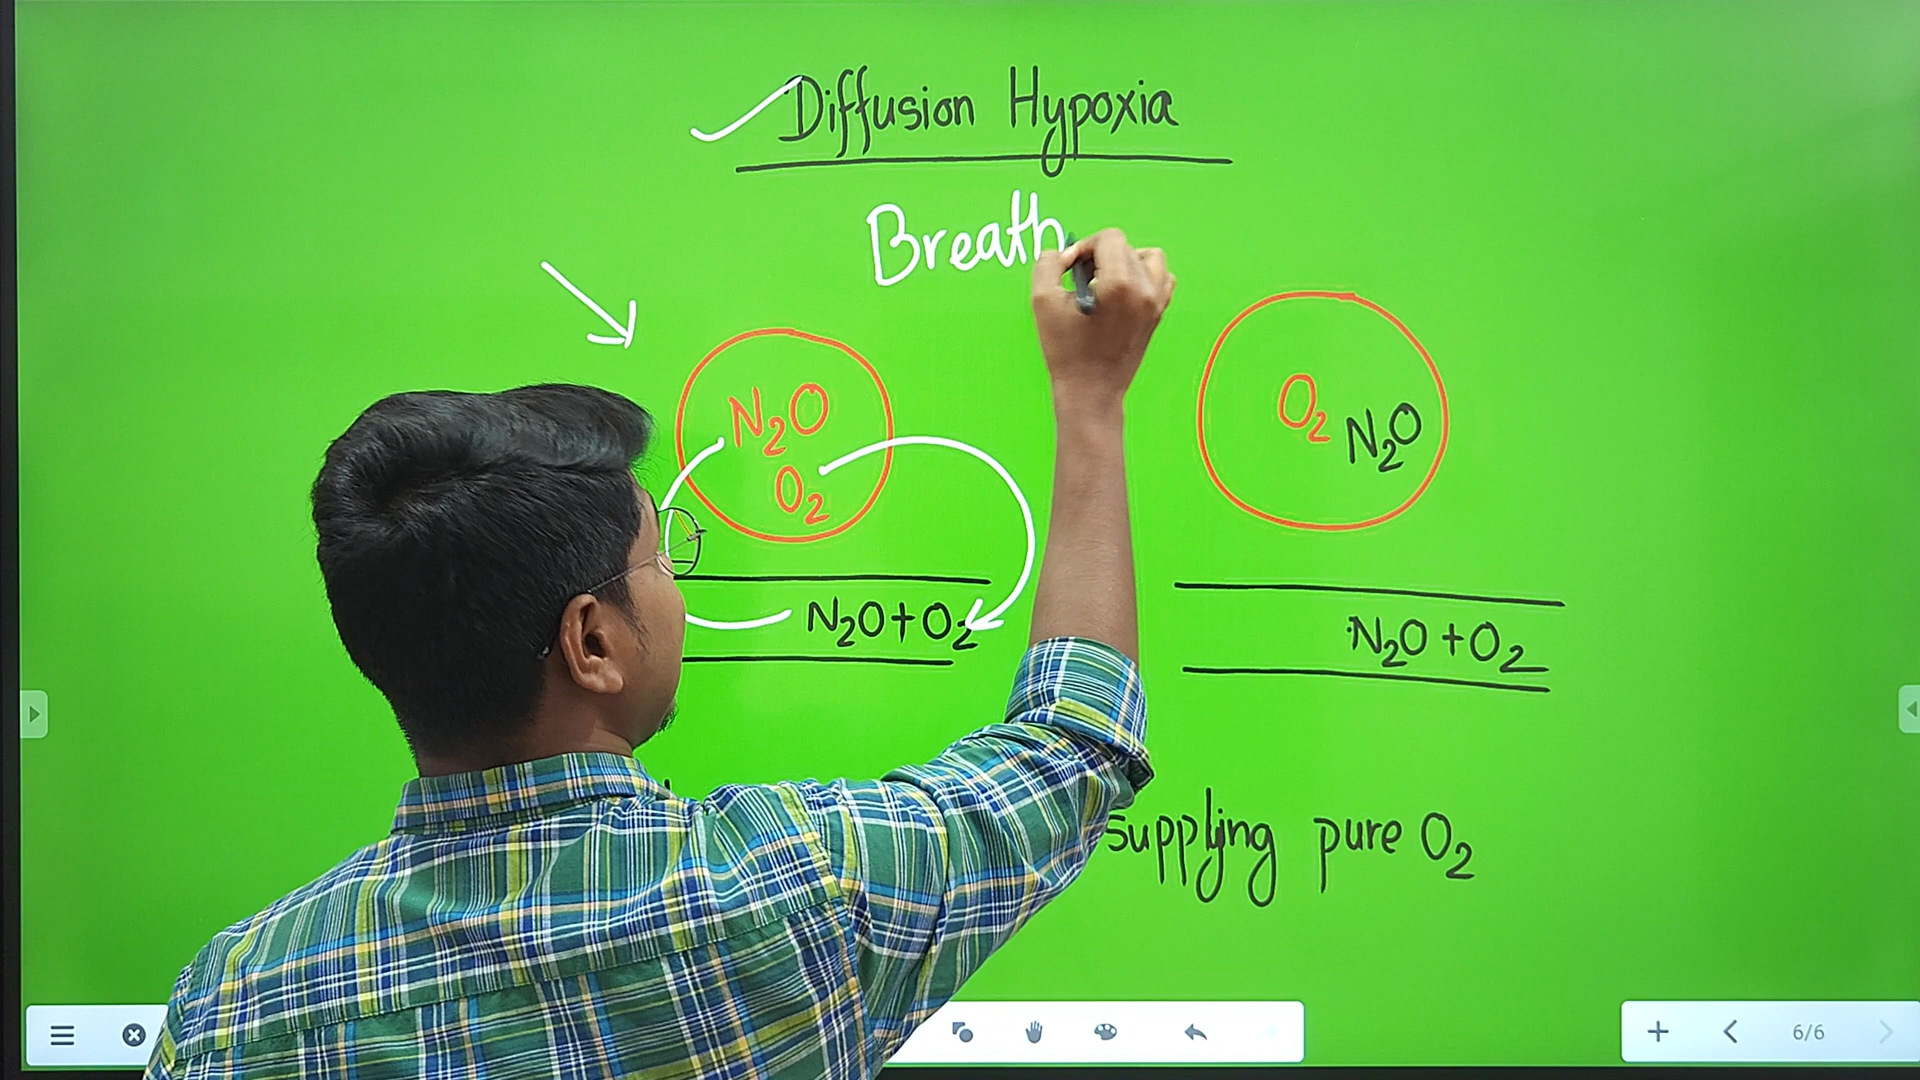 Diffusion Hypoxia
Breath
N₂O
O₂
O₂ N₂O
N₂O+O₂
N₂O+O₂
supplying pure O₂
6/6